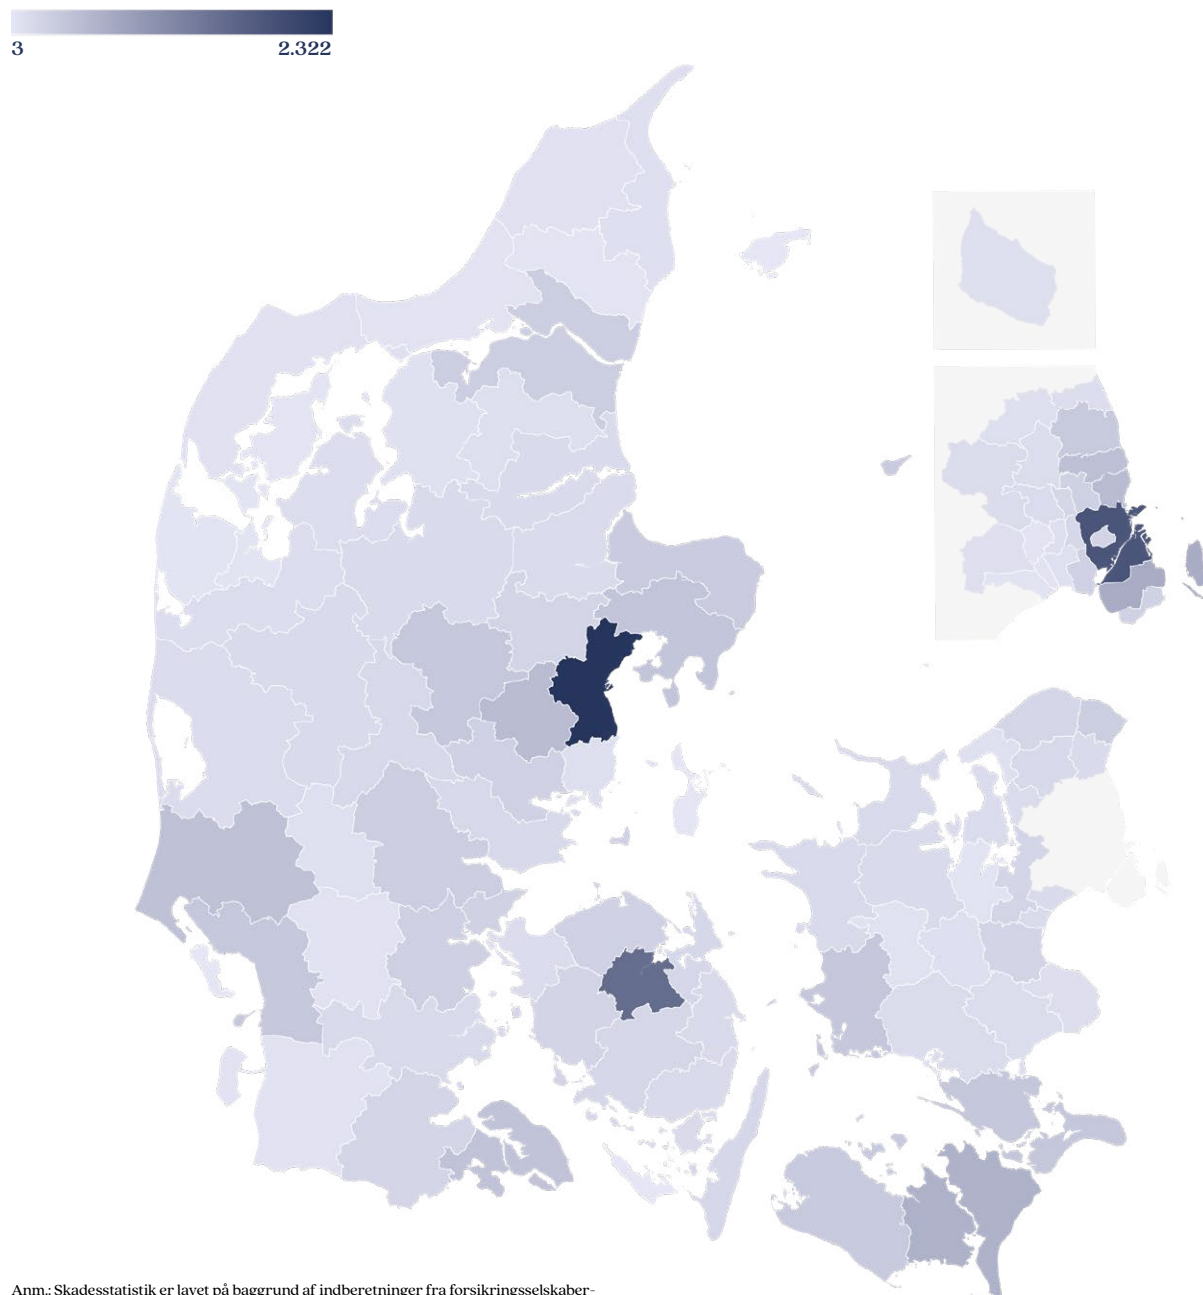 3
2.322
Anm.: Skadesstatistik er lavet på baggrund af indberetninger fra forsikringsselskaber-